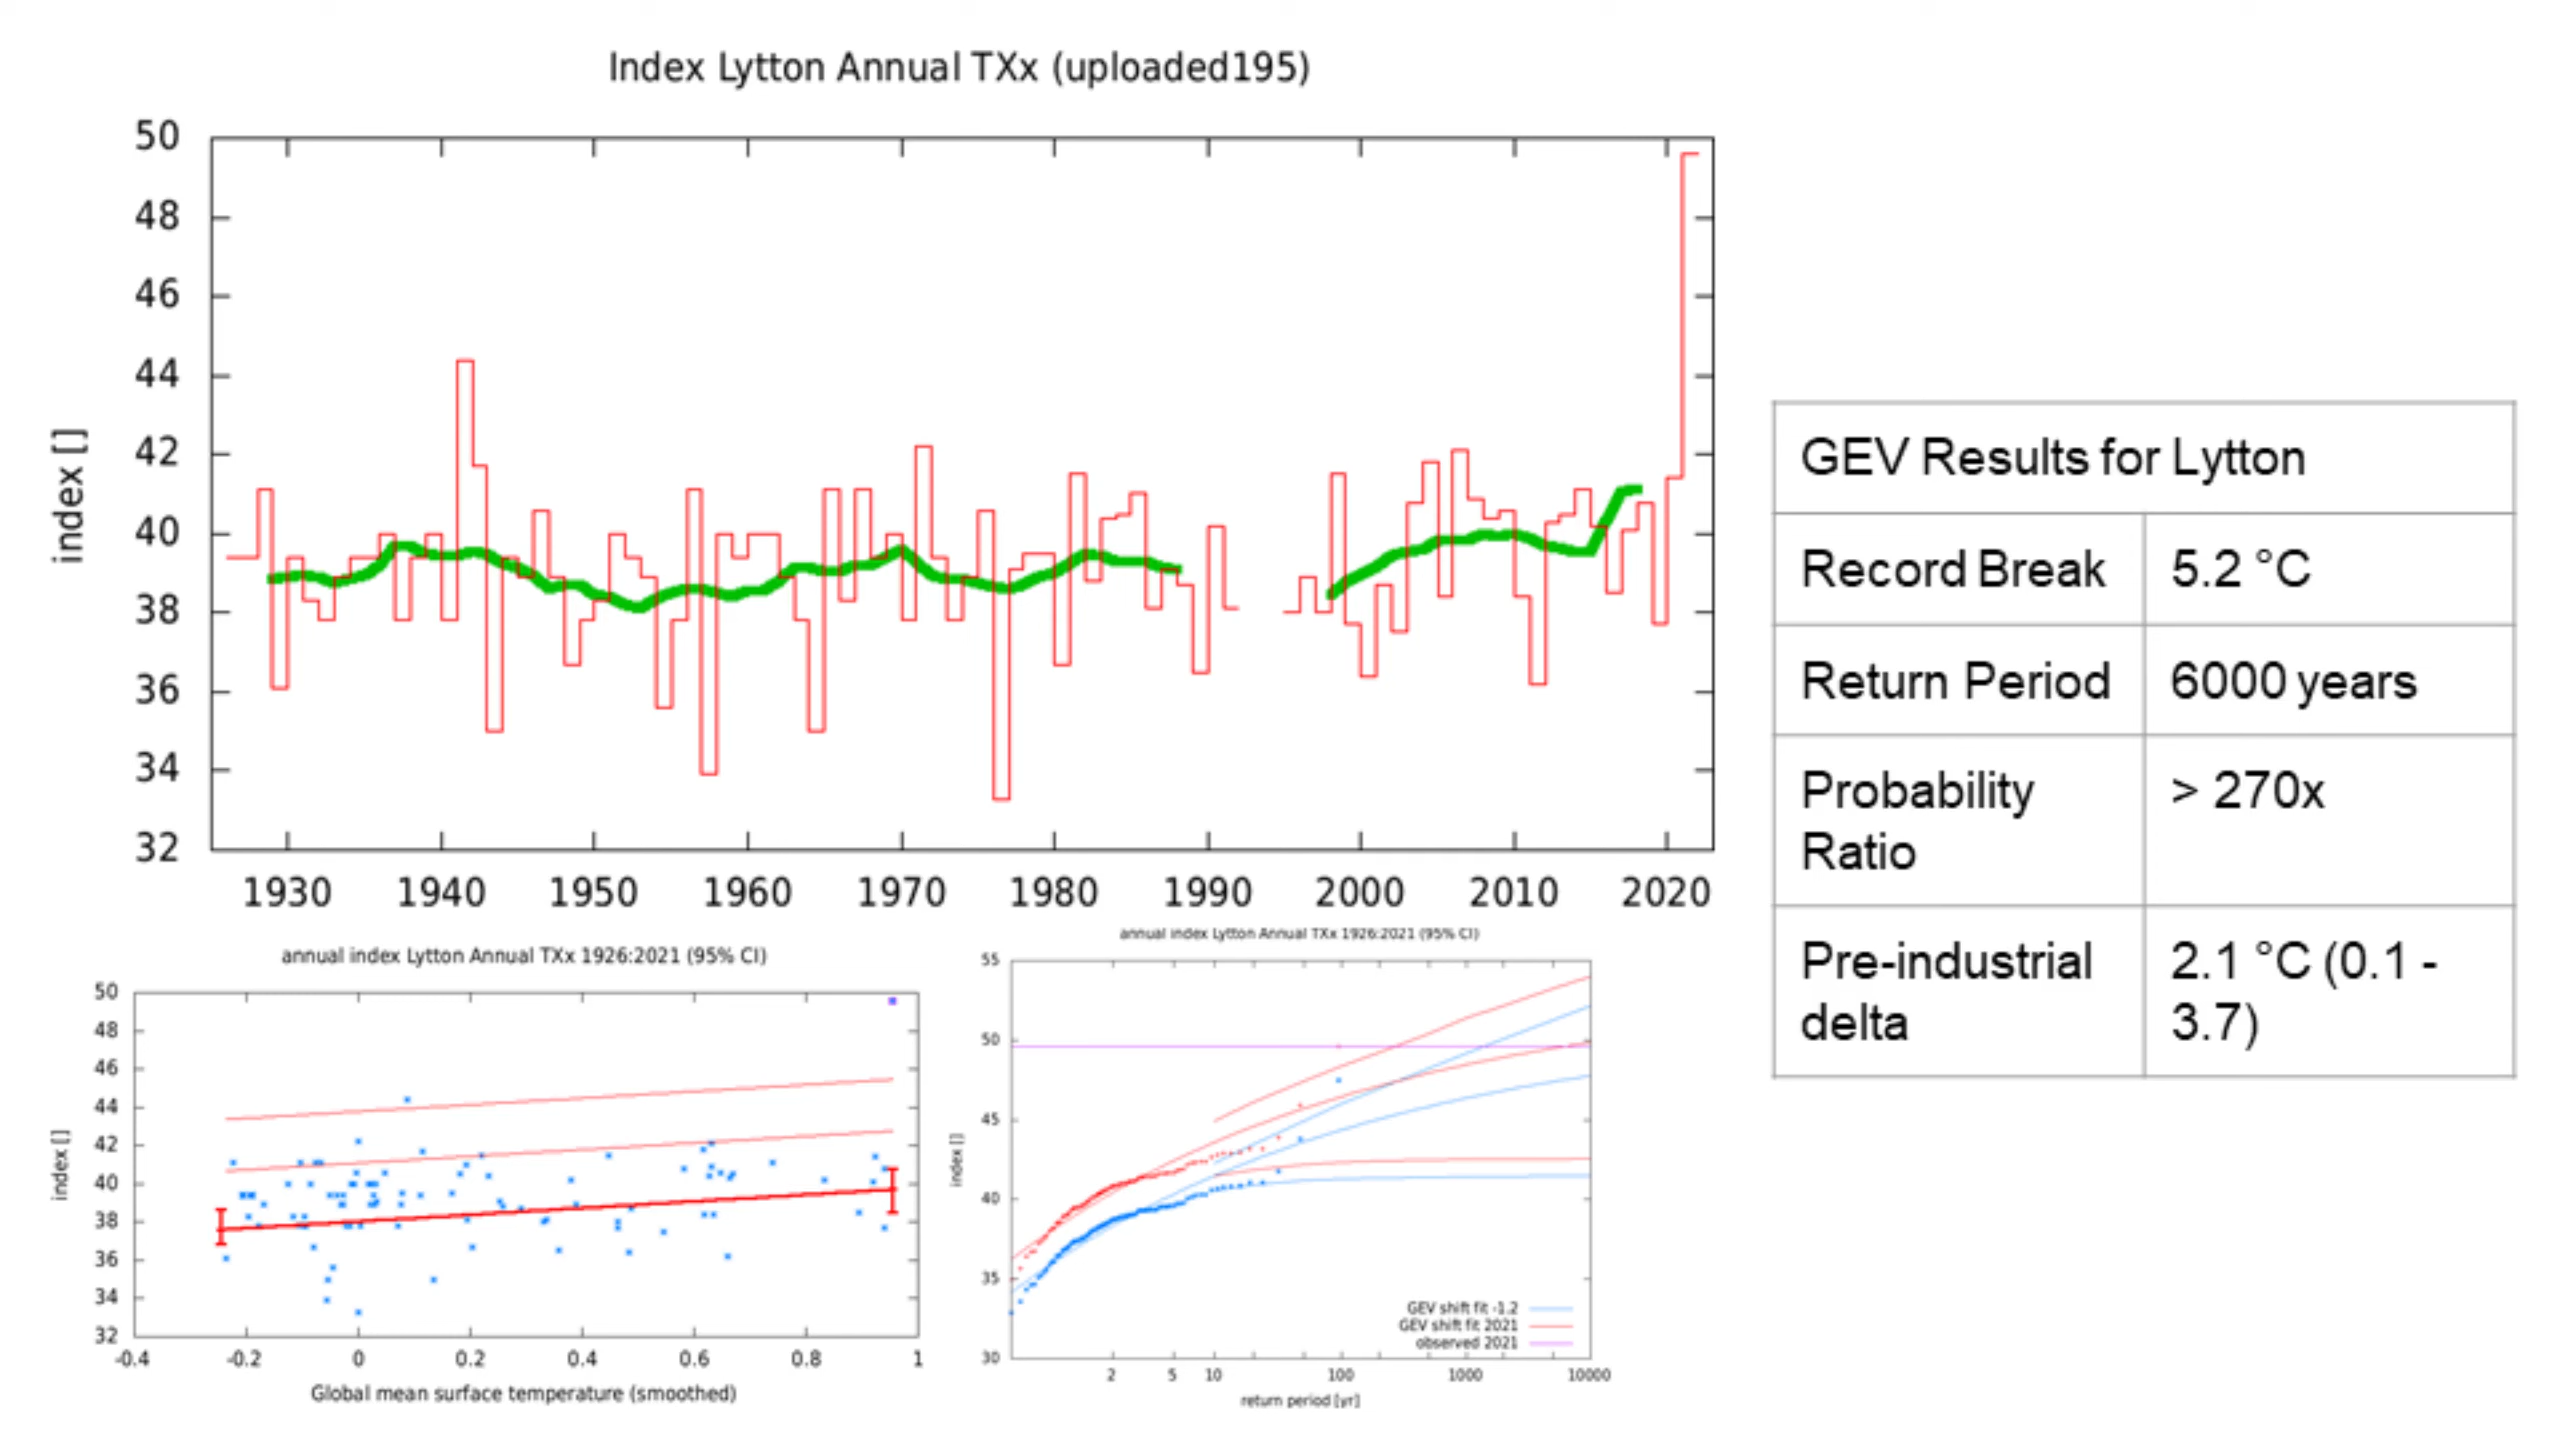 Index Lytton Annual TXx (uploaded195)
50
48
46
44
42
40
38
36
34
32
index []
1930 1940 1950 1960 1970 1980 1990 2000 2010 2020
GEV Results for Lytton
Record Break 5.2 °C
Return Period 6000 years
Probability > 270x
Ratio
Pre-industrial 2.1 °C (0.1 -
delta 3.7)
annual index Lytton Annual TXx 1926:2021 (95% CI)
50
48
46
44
42
40
38
36
34
32
index []
-0.4 -0.2 0 0.2 0.4 0.6 0.8 1
Global mean surface temperature (smoothed)
annual index Lytton Annual TXx 1926:2021 (95% CI)
55
50
45
40
35
30
index []
GEV shift fit -1.2
GEV shift fit 2021
observed 2021
2 5 10 100 1000 10000
return period [yr]